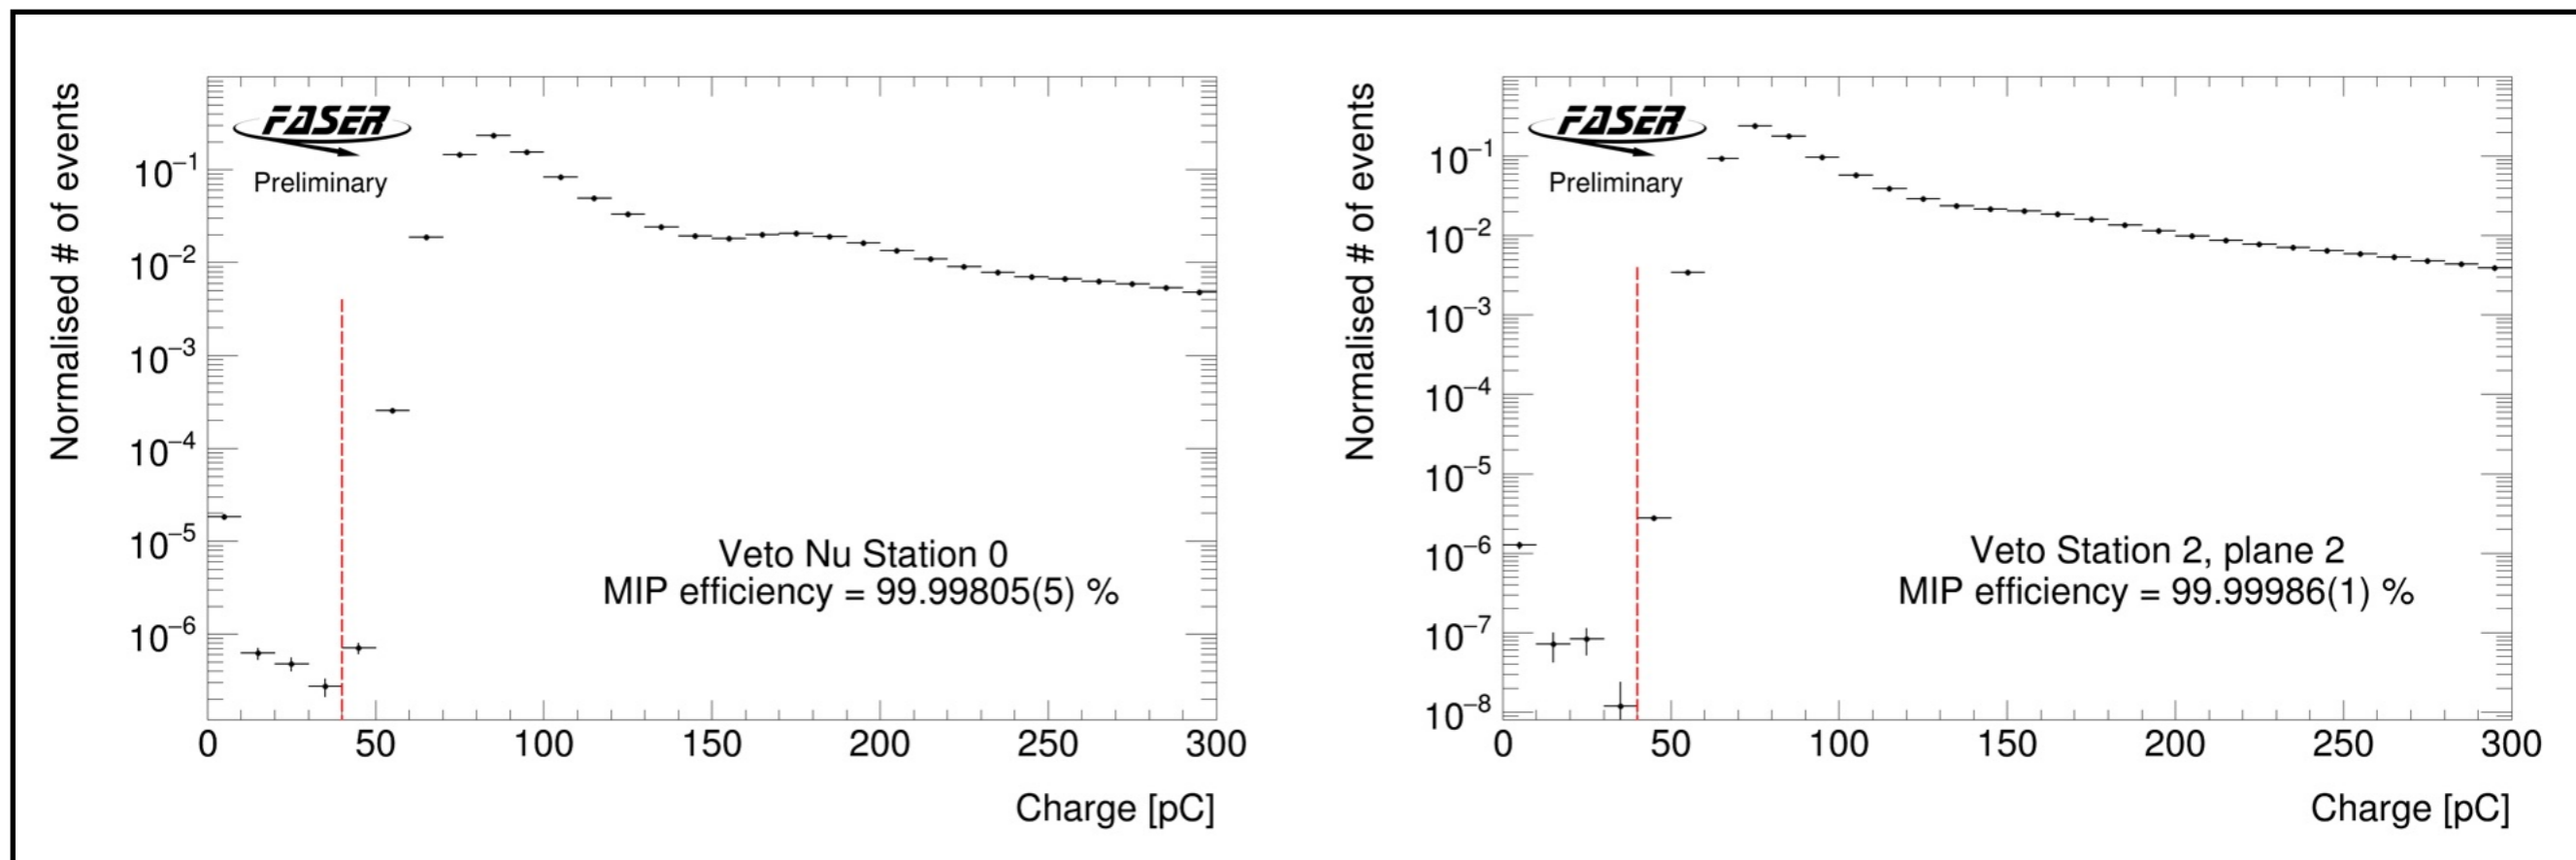 Normalised # of events
FASER
Preliminary
10⁻¹
10⁻²
10⁻³
10⁻⁴
10⁻⁵
10⁻⁶
Veto Nu Station 0
MIP efficiency = 99.99805(5) %
0 50 100 150 200 250 300
Charge [pC]
Normalised # of events
FASER
Preliminary
10⁻¹
10⁻²
10⁻³
10⁻⁴
10⁻⁵
10⁻⁶
10⁻⁷
10⁻⁸
Veto Station 2, plane 2
MIP efficiency = 99.99986(1) %
0 50 100 150 200 250 300
Charge [pC]